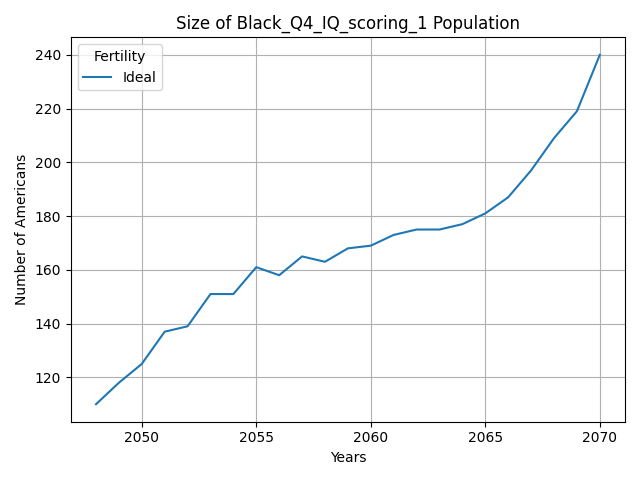 Size of Black_Q4_IQ_scoring_1 Population
Fertility
Ideal
Number of Americans
240
220
200
180
160
140
120
2050 2055 2060 2065 2070
Years